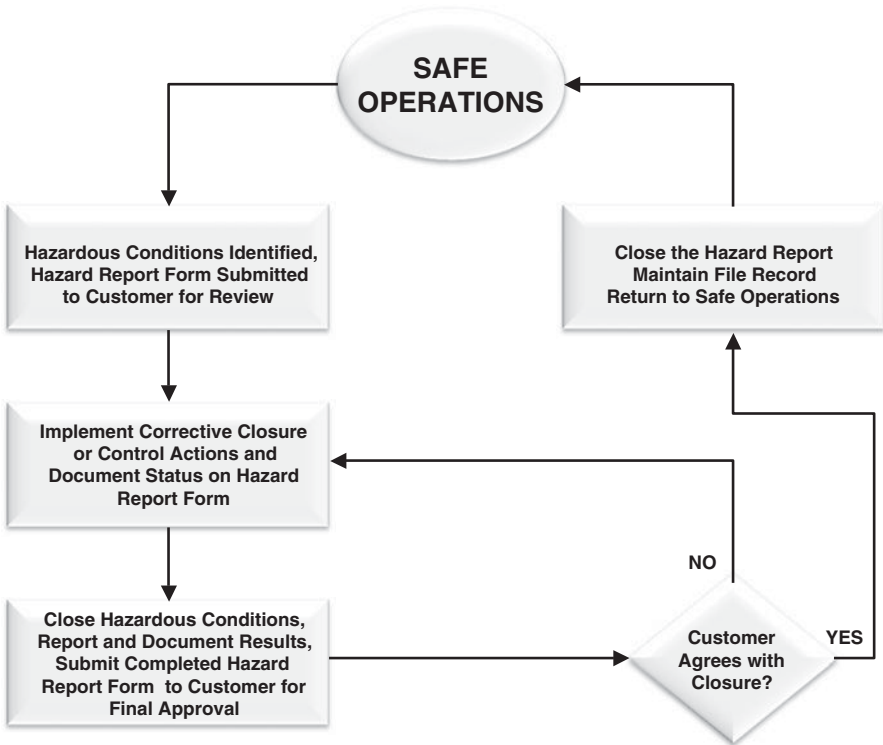 SAFE
OPERATIONS
Hazardous Conditions Identified,
Hazard Report Form Submitted
to Customer for Review
Close the Hazard Report
Maintain File Record
Return to Safe Operations
Implement Corrective Closure
or Control Actions and
Document Status on Hazard
Report Form
NO
Close Hazardous Conditions,
Report and Document Results,
Submit Completed Hazard
Report Form to Customer for
Final Approval
Customer
Agrees with
Closure?
YES